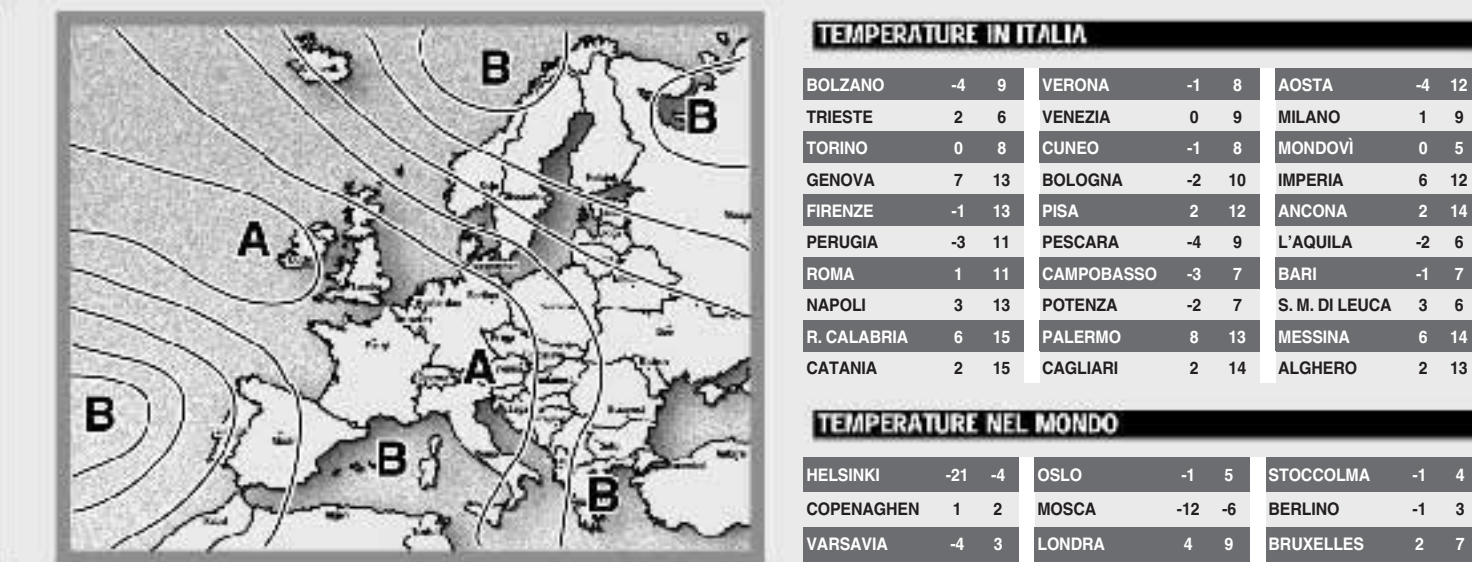 B
B
A
A
B
B
B
TEMPERATURE IN ITALIA
BOLZANO -4 9 VERONA -1 8 AOSTA -4 12
TRIESTE 2 6 VENEZIA 0 9 MILANO 1 9
TORINO 0 8 CUNEO -1 8 MONDOVÌ 0 5
GENOVA 7 13 BOLOGNA -2 10 IMPERIA 6 12
FIRENZE -1 13 PISA 2 12 ANCONA 2 14
PERUGIA -3 11 PESCARA -4 9 L'AQUILA -2 6
ROMA 1 11 CAMPOBASSO -3 7 BARI -1 7
NAPOLI 3 13 POTENZA -2 7 S. M. DI LEUCA 3 6
R. CALABRIA 6 15 PALERMO 8 13 MESSINA 6 14
CATANIA 2 15 CAGLIARI 2 14 ALGHERO 2 13
TEMPERATURE NEL MONDO
HELSINKI -21 -4 OSLO -1 5 STOCCOLMA -1 4
COPENAGHEN 1 2 MOSCA -12 -6 BERLINO -1 3
VARSAVIA -4 3 LONDRA 4 9 BRUXELLES 2 7